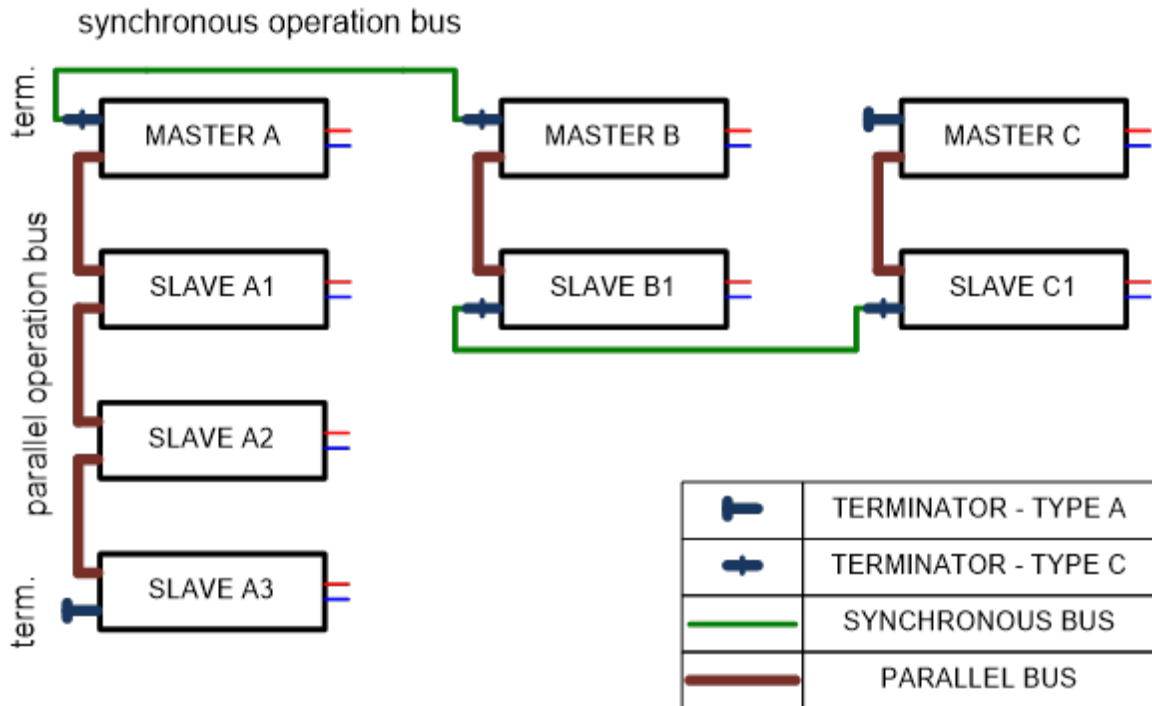 synchronous operation bus
term.
MASTER A
MASTER B
MASTER C
parallel operation bus
SLAVE A1
SLAVE B1
SLAVE C1
SLAVE A2
term.
SLAVE A3
TERMINATOR - TYPE A
TERMINATOR - TYPE C
SYNCHRONOUS BUS
PARALLEL BUS